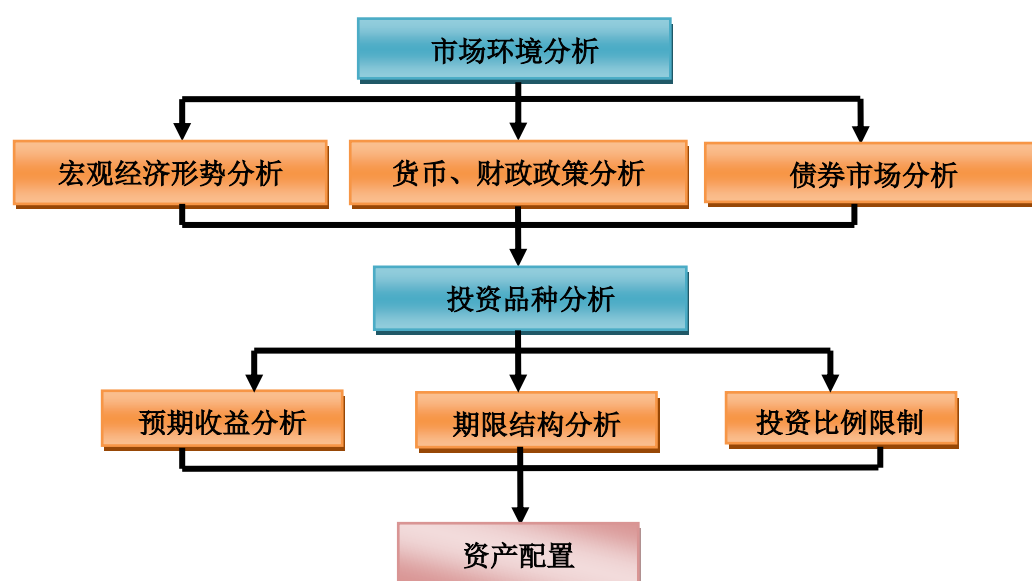 市场环境分析
宏观经济形势分析
货币、财政政策分析
债券市场分析
投资品种分析
预期收益分析
期限结构分析
投资比例限制
资产配置